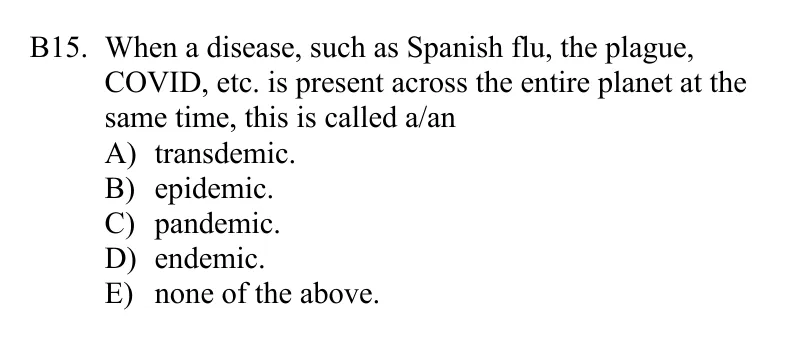 B15. When a disease, such as Spanish flu, the plague,
COVID, etc. is present across the entire planet at the
same time, this is called a/an
A) transdemic.
B) epidemic.
C) pandemic.
D) endemic.
E) none of the above.